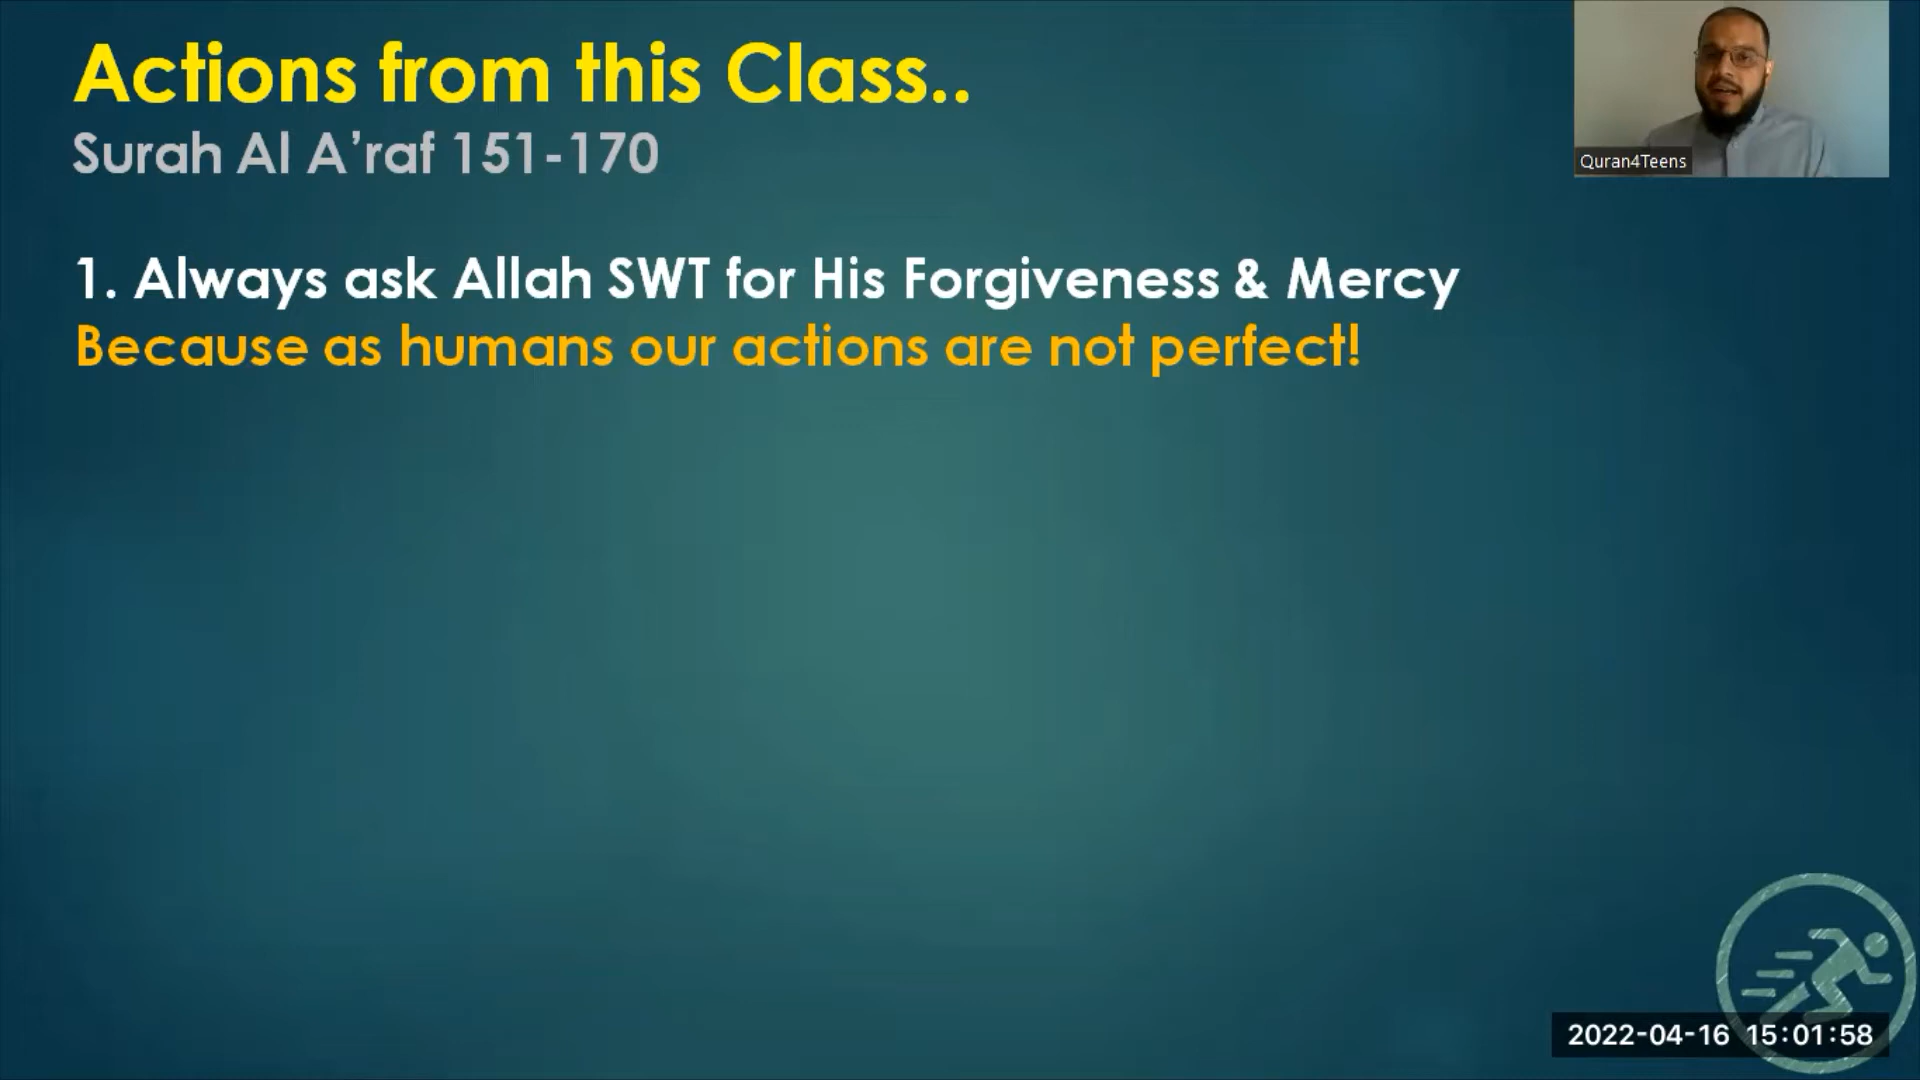 Actions from this Class..
Surah Al A’raf 151-170
Quran4Teens
1. Always ask Allah SWT for His Forgiveness & Mercy
Because as humans our actions are not perfect!
2022-04-16 15:01:58